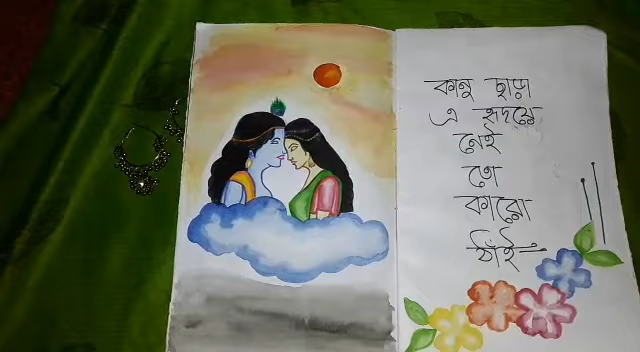 কানু ছাড়া
এ হৃদয়ে
নেই
তো
কারো
ঠাঁই